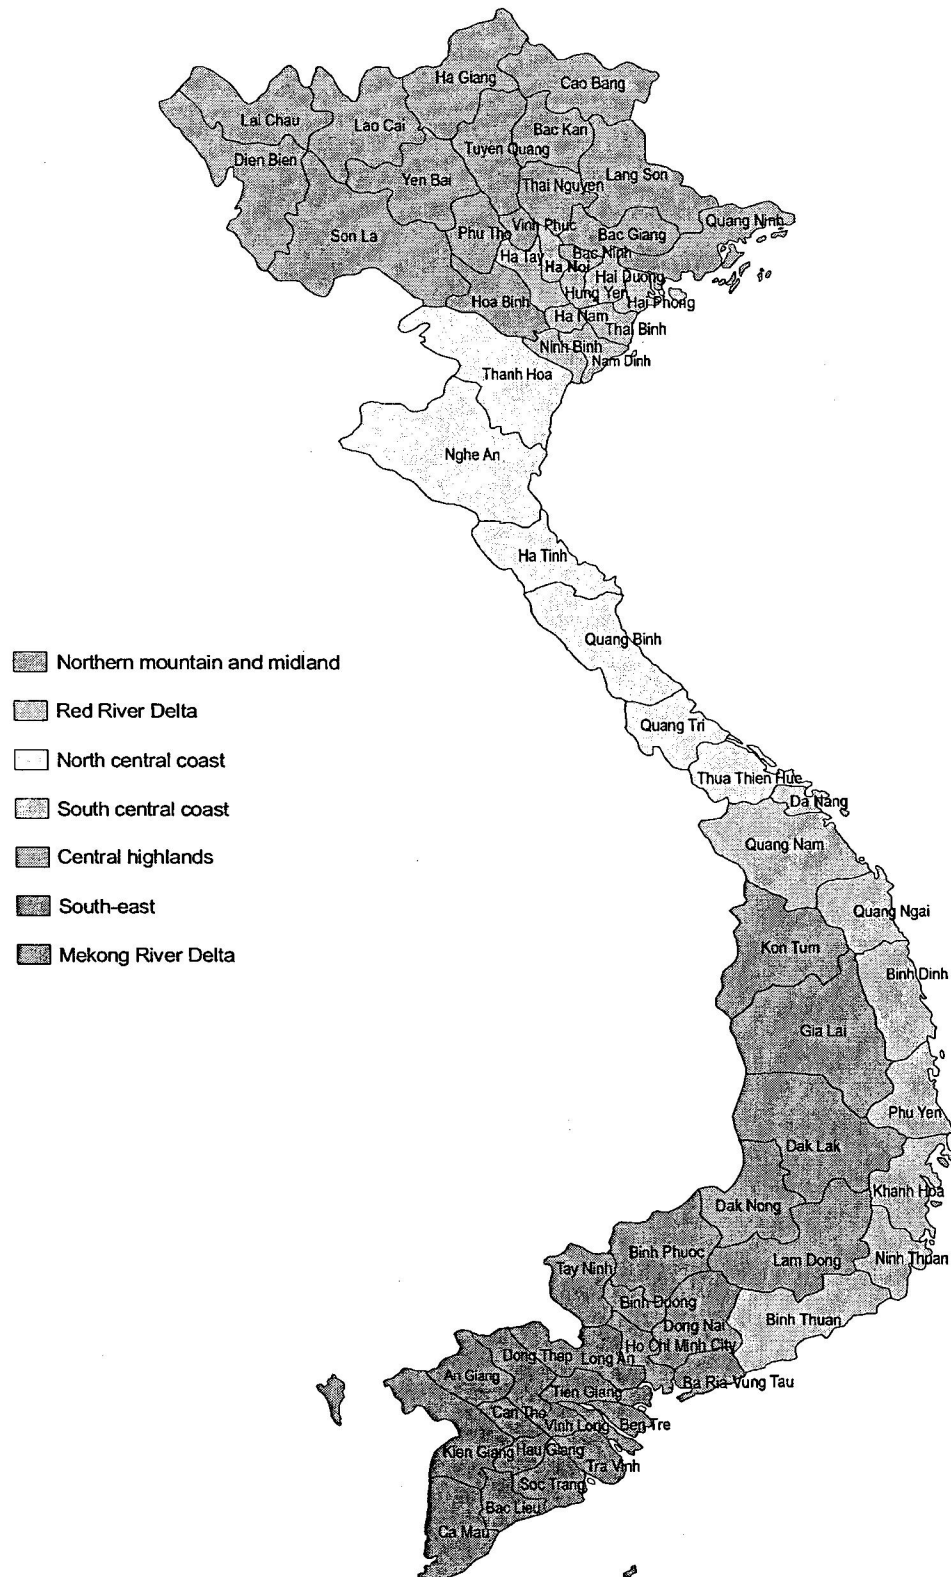 Ha Giang
Cao Bang
Lai Chau
Lao Cai
Bac Kan
Tuyen Quang
Dien Bien
Yen Bai
Thai Nguyen
Lang Son
Quang Ninh
Son La
Phu Tho
Vinh Phuc
Bac Giang
Ha Tay
Bac Ninh
Ha Noi
Hai Duong
Hung Yen
Hai Phong
Hoa Binh
Ha Nam
Thai Binh
Ninh Binh
Nam Dinh
Thanh Hoa
Nghe An
Ha Tinh
Quang Binh
Northern mountain and midland
Red River Delta
North central coast
South central coast
Central highlands
South-east
Mekong River Delta
Quang Tri
Thua Thien Hue
Da Nang
Quang Nam
Quang Ngai
Kon Tum
Binh Dinh
Gia Lai
Phu Yen
Dak Lak
Khanh Hoa
Dak Nong
Binh Phuoc
Lam Dong
Ninh Thuan
Tay Ninh
Binh Duong
Binh Thuan
Dong Nai
Ho Chi Minh City
Dong Thap
Long An
An Giang
Ba Ria-Vung Tau
Tien Giang
Can Tho
Vinh Long
Ben Tre
Kien Giang
Hau Giang
Tra Vinh
Soc Trang
Bac Lieu
Ca Mau